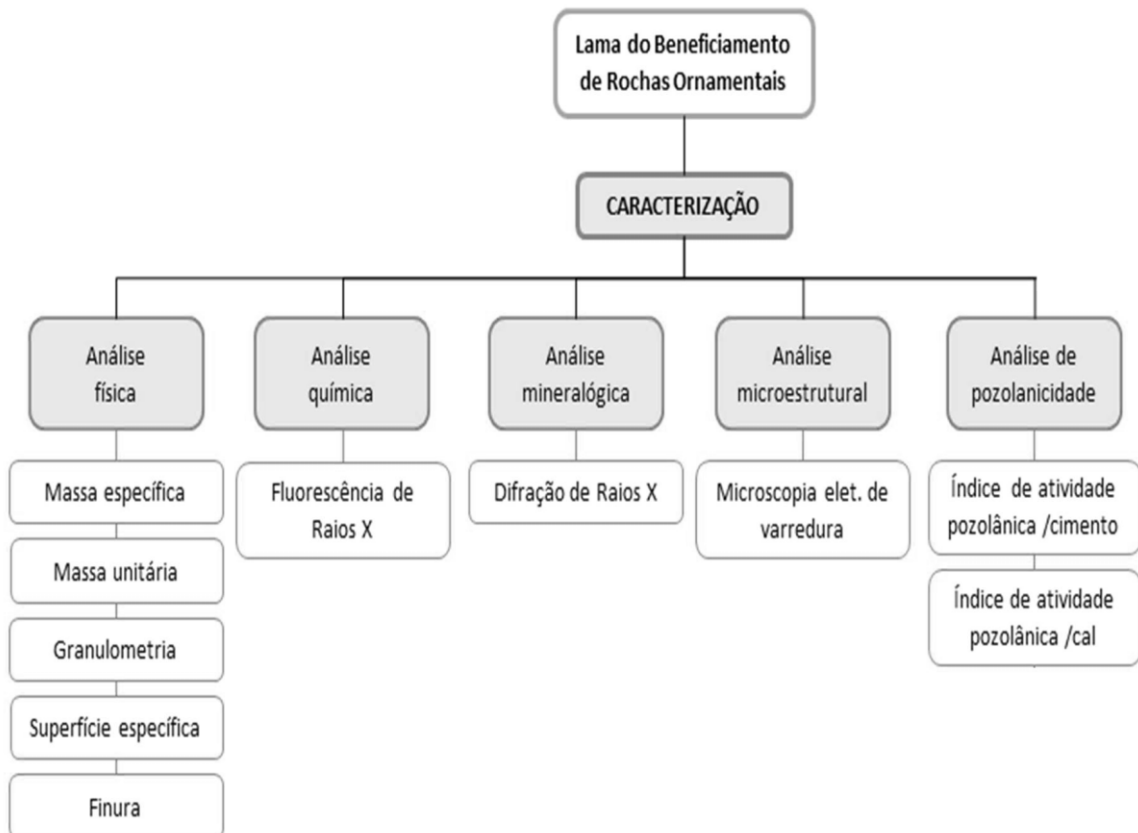 Lama do Beneficiamento
de Rochas Ornamentais
CARACTERIZAÇÃO
Análise
física
Massa específica
Massa unitária
Granulometria
Superfície específica
Finura
Análise
química
Fluorescência de
Raios X
Análise
mineralógica
Difração de Raios X
Análise
microestrutural
Microscopia elet. de
varredura
Análise de
pozolanicidade
Índice de atividade
pozolânica /cimento
Índice de atividade
pozolânica /cal